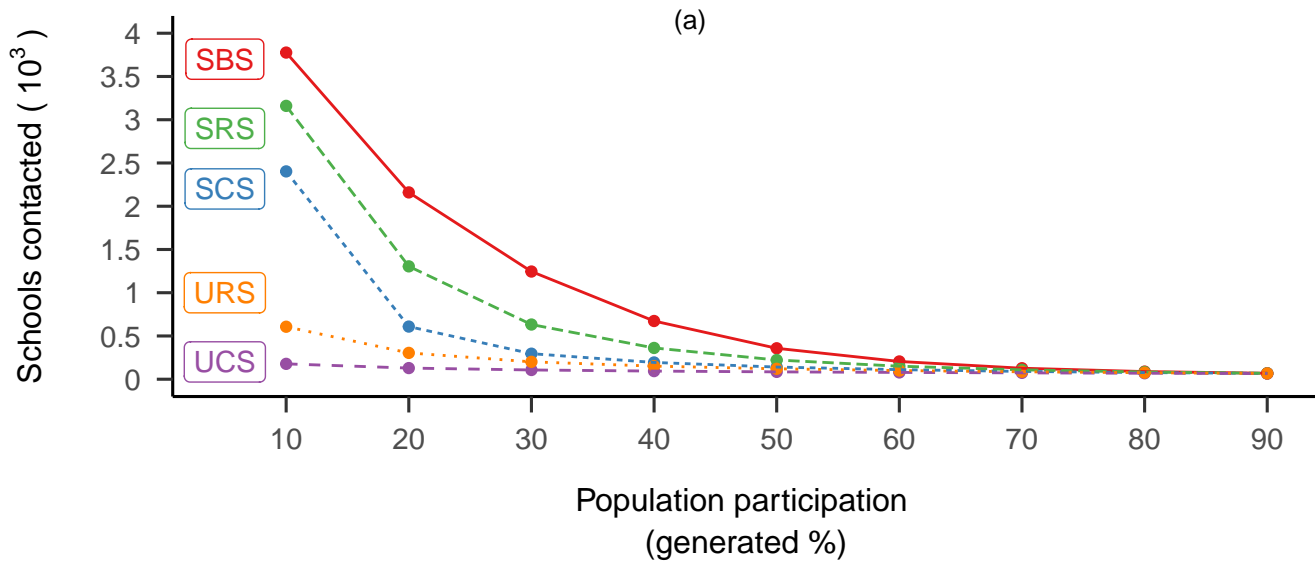 (a)
Schools contacted ( 10³ )
4
3.5
3
2.5
2
1.5
1
0.5
0
SBS
SRS
SCS
URS
UCS
10 20 30 40 50 60 70 80 90
Population participation
(generated %)